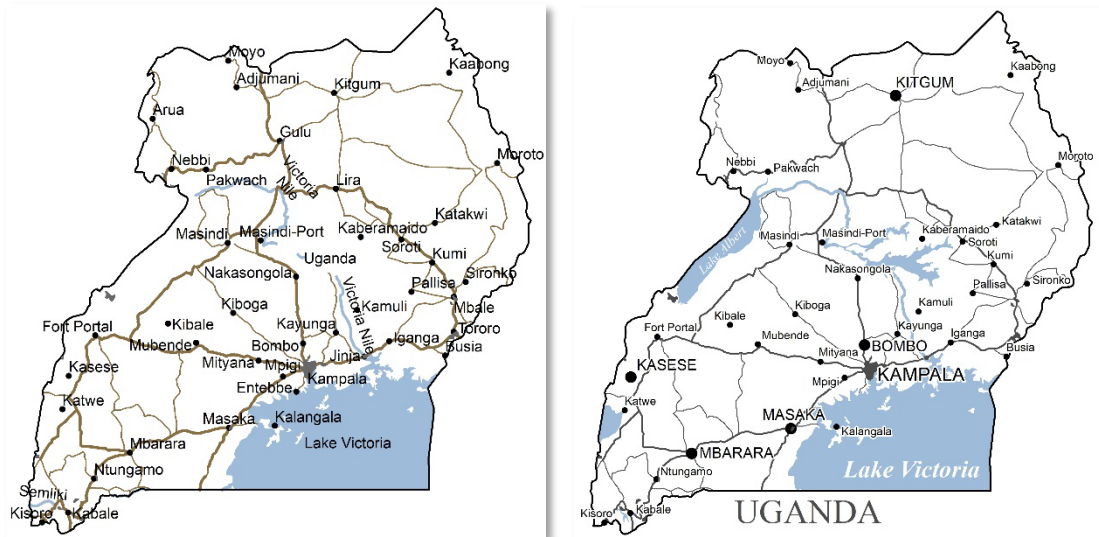 Moyo
Kaabong
Adjumani
Kitgum
Arua
Gulu
Moroto
Nebbi
Pakwach
Victoria
Nile
Lira
Katakwi
Masindi
Masindi-Port
Kaberamaido
Soroti
Uganda
Kumi
Nakasongola
Sironko
Pallisa
Kiboga
Victoria Nile
Kamuli
Mbale
Kibale
Kayunga
Tororo
Fort Portal
Mubende
Bombo
Iganga
Jinja
Busia
Mityana
Mpigi
Kasese
Kampala
Entebbe
Katwe
Masaka
Kalangala
Lake Victoria
Mbarara
Ntungamo
Semliki
Kisoro
Kabale
Moyo
Kaabong
Adjumani
KITGUM
Moroto
Nebbi
Pakwach
Katakwi
Lake Albert
Masindi
Masindi-Port
Kaberamaido
Soroti
Kumi
Nakasongola
Sironko
Pallisa
Kiboga
Kamuli
Kibale
Kayunga
Fort Portal
Mubende
BOMBO
Iganga
Busia
Mityana
KASESE
Mpigi
KAMPALA
Katwe
MASAKA
Kalangala
MBARARA
Lake Victoria
Ntungamo
Kisoro
Kabale
UGANDA